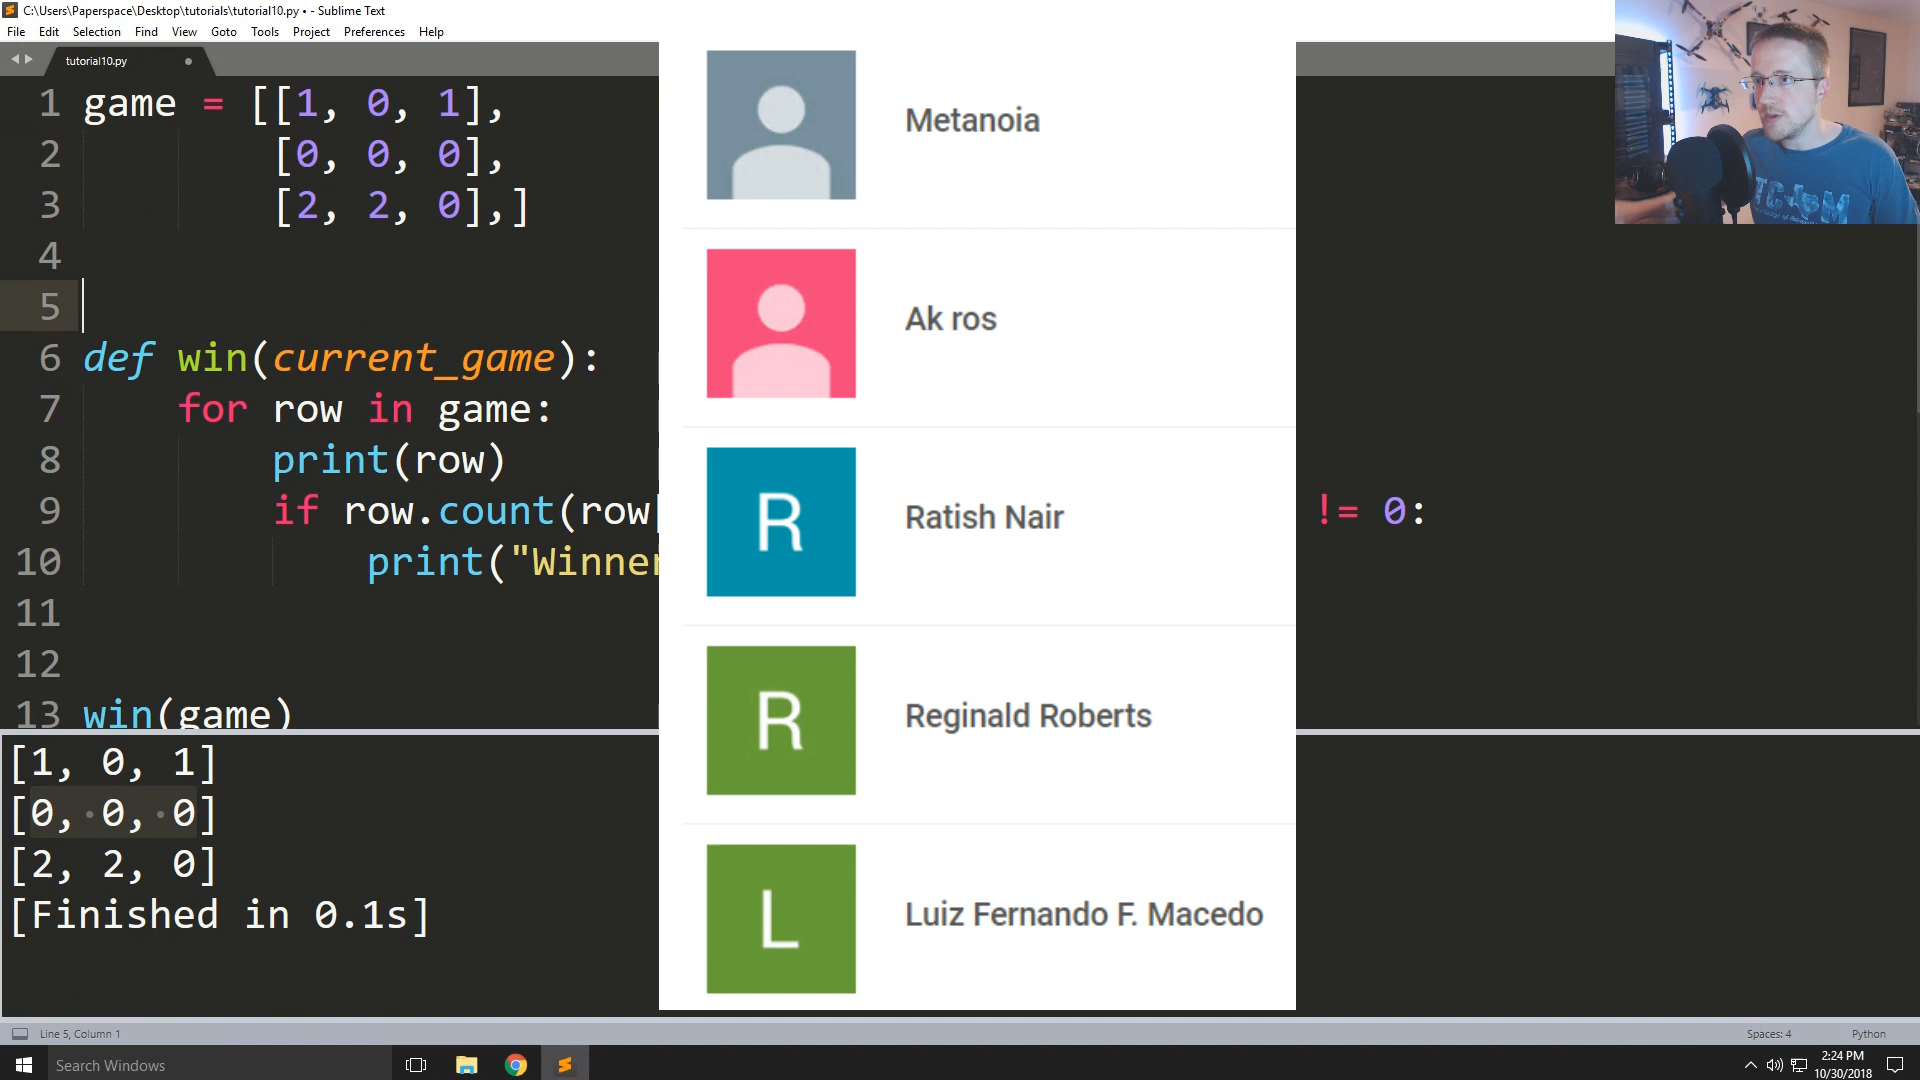 C:\Users\Paperspace\Desktop\tutorials\tutorial10.py • - Sublime Text
File Edit Selection Find View Goto Tools Project Preferences Help
tutorial10.py
1 game = [[1, 0, 1],
2 [0, 0, 0],
3 [2, 2, 0],]
4
5
6 def win(current_game):
7 for row in game:
8 print(row)
9 if row.count(row != 0:
10 print("Winner
11
12
13 win(game)
Metanoia
Ak ros
R Ratish Nair
R Reginald Roberts
L Luiz Fernando F. Macedo
[1, 0, 1]
[0, 0, 0]
[2, 2, 0]
[Finished in 0.1s]
Line 5, Column 1
Spaces: 4 Python
Search Windows
2:24 PM
10/30/2018